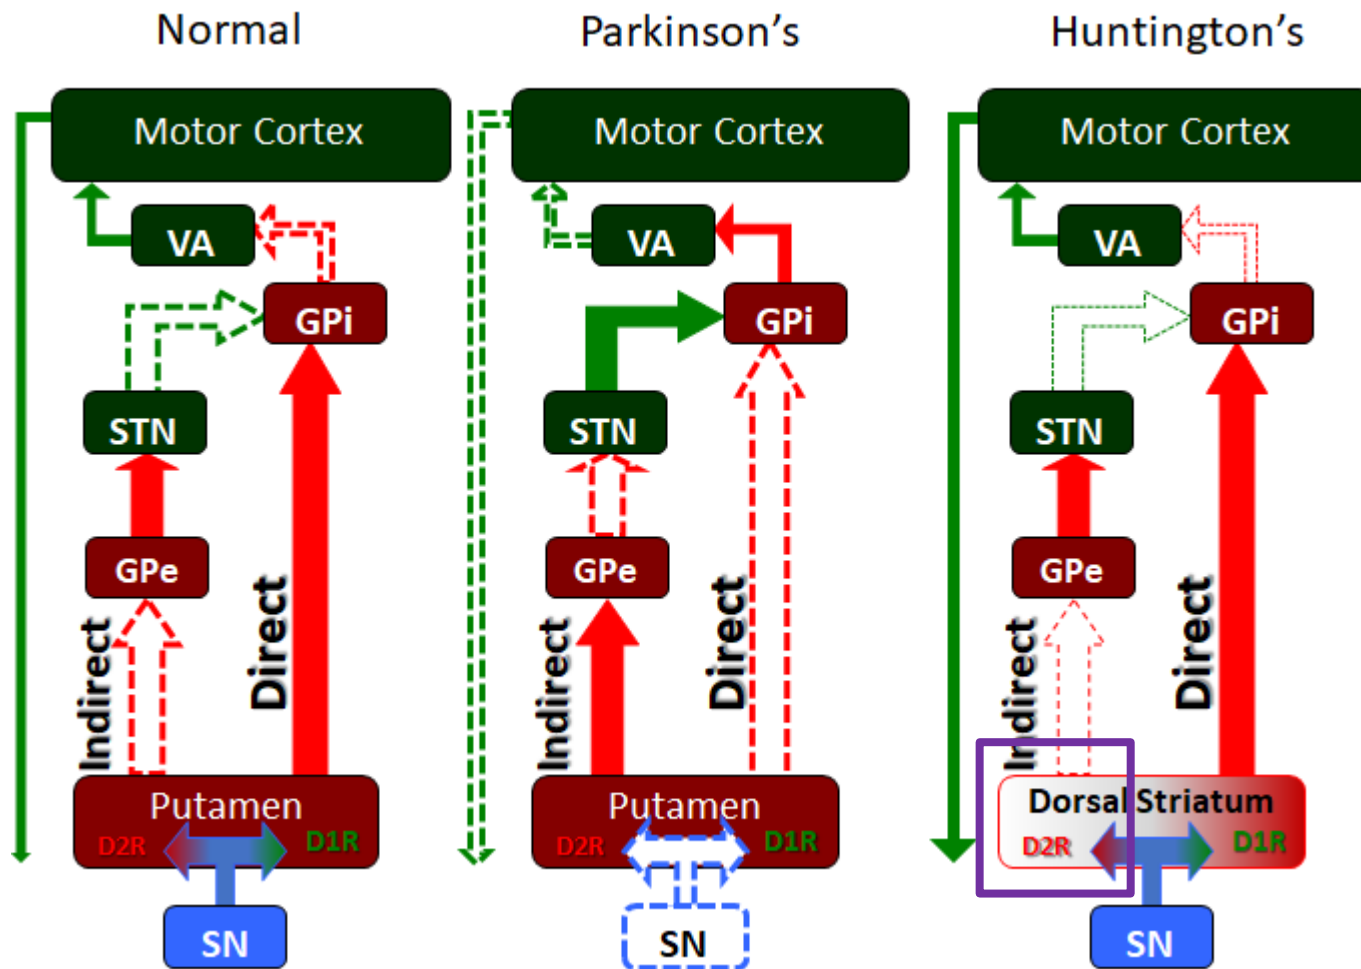 Normal
Motor Cortex
VA
GPi
STN
GPe
Indirect
Direct
Putamen
D2R
D1R
SN
Parkinson's
Motor Cortex
VA
GPi
STN
GPe
Indirect
Direct
Putamen
D2R
D1R
SN
Huntington's
Motor Cortex
VA
GPi
STN
GPe
Indirect
Direct
Dorsal Striatum
D2R
D1R
SN